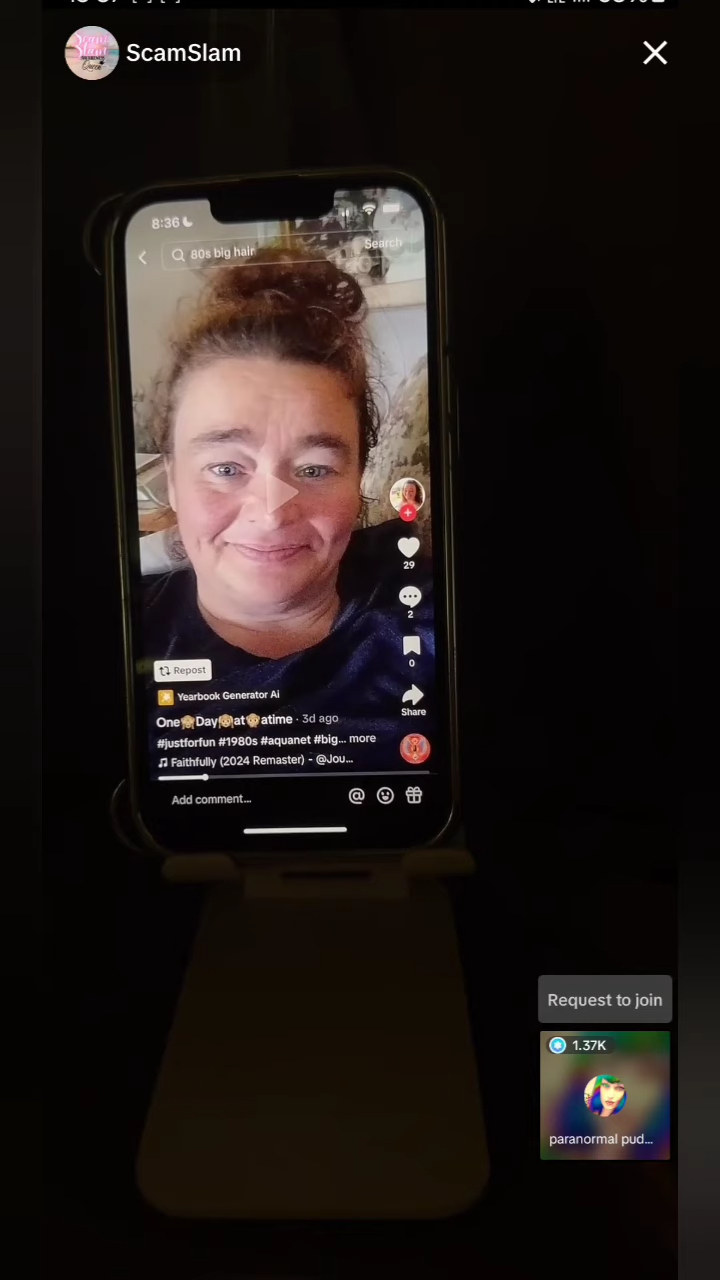 ScamSlam
8:36
80s big hair
Search
29
2
0
Repost
Share
Yearbook Generator Ai
One🙈Day🙈at🙈atime · 3d ago
#justforfun #1980s #aquanet #big... more
Faithfully (2024 Remaster) - @Jou...
Add comment...
Request to join
1.37K
paranormal pud...